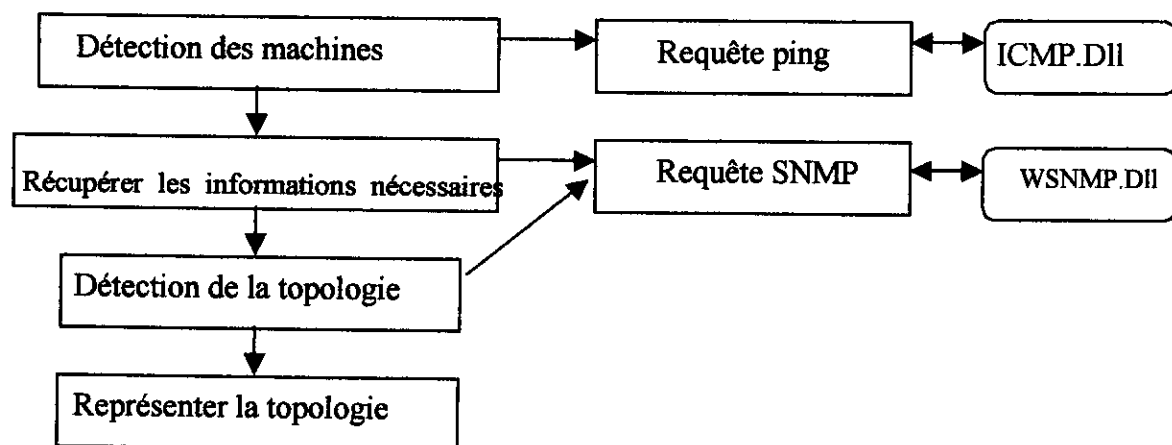 Détection des machines
Requête ping
ICMP.Dll
Récupérer les informations nécessaires
Requête SNMP
WSNMP.Dll
Détection de la topologie
Représenter la topologie